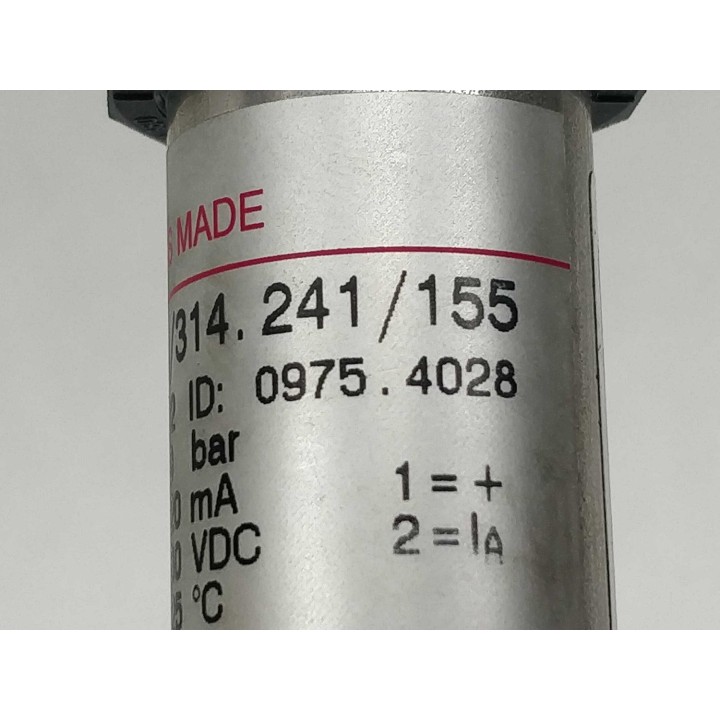 MADE
/314.241/155
ID: 0975.4028
bar
mA 1 = +
VDC 2 = IA
°C